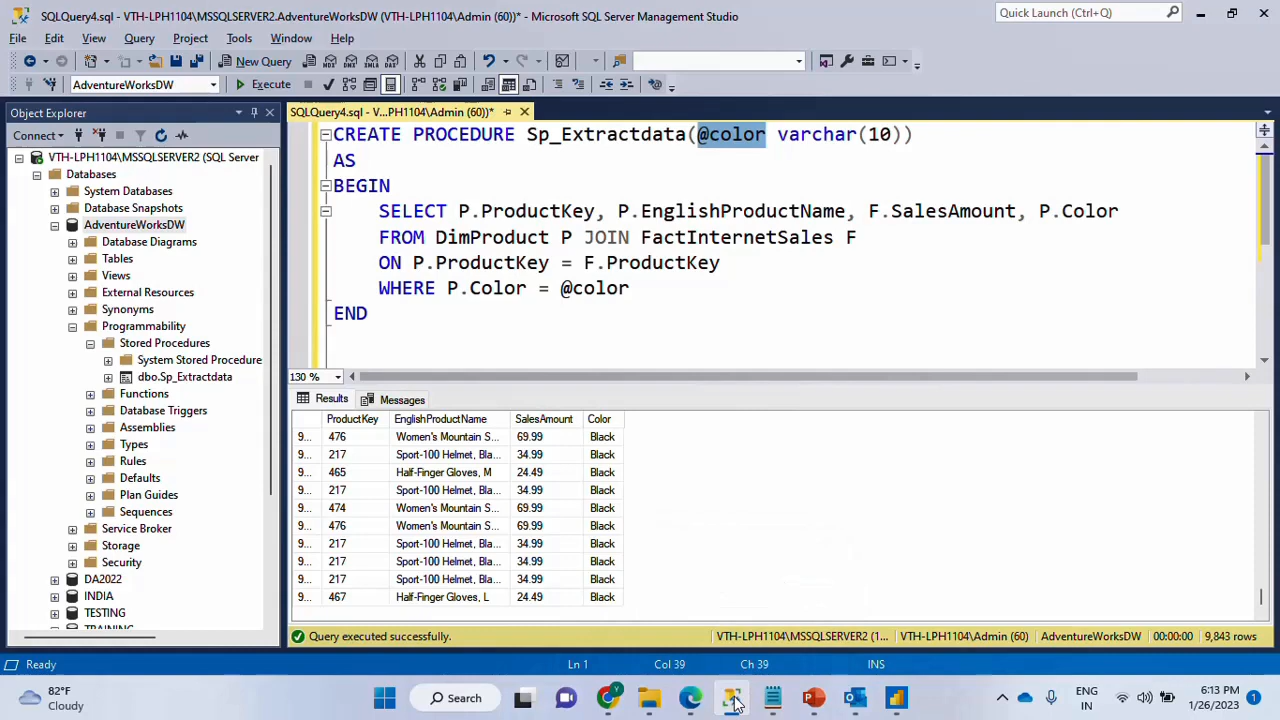 SQLQuery4.sql - VTH-LPH1104\MSSQLSERVER2.AdventureWorksDW (VTH-LPH1104\Admin (60))* - Microsoft SQL Server Management Studio
Quick Launch (Ctrl+Q)
File Edit View Query Project Tools Window Help
New Query
AdventureWorksDW Execute
Object Explorer
SQLQuery4.sql - V...PH1104\Admin (60))*
Connect
VTH-LPH1104\MSSQLSERVER2 (SQL Server
Databases
System Databases
Database Snapshots
AdventureWorksDW
Database Diagrams
Tables
Views
External Resources
Synonyms
Programmability
Stored Procedures
System Stored Procedure
dbo.Sp_Extractdata
Functions
Database Triggers
Assemblies
Types
Rules
Defaults
Plan Guides
Sequences
Service Broker
Storage
Security
DA2022
INDIA
TESTING
TRAINING
CREATE PROCEDURE Sp_Extractdata(@color varchar(10))
AS
BEGIN
SELECT P.ProductKey, P.EnglishProductName, F.SalesAmount, P.Color
FROM DimProduct P JOIN FactInternetSales F
ON P.ProductKey = F.ProductKey
WHERE P.Color = @color
END
130 %
Results Messages
ProductKey EnglishProductName SalesAmount Color
9... 476 Women's Mountain S... 69.99 Black
9... 217 Sport-100 Helmet, Bla... 34.99 Black
9... 465 Half-Finger Gloves, M 24.49 Black
9... 217 Sport-100 Helmet, Bla... 34.99 Black
9... 474 Women's Mountain S... 69.99 Black
9... 476 Women's Mountain S... 69.99 Black
9... 217 Sport-100 Helmet, Bla... 34.99 Black
9... 217 Sport-100 Helmet, Bla... 34.99 Black
9... 217 Sport-100 Helmet, Bla... 34.99 Black
9... 467 Half-Finger Gloves, L 24.49 Black
Query executed successfully. VTH-LPH1104\MSSQLSERVER2 (1... VTH-LPH1104\Admin (60) AdventureWorksDW 00:00:00 9,843 rows
Ready Ln 1 Col 39 Ch 39 INS
82°F
Cloudy
Search
ENG
IN
6:13 PM
1/26/2023